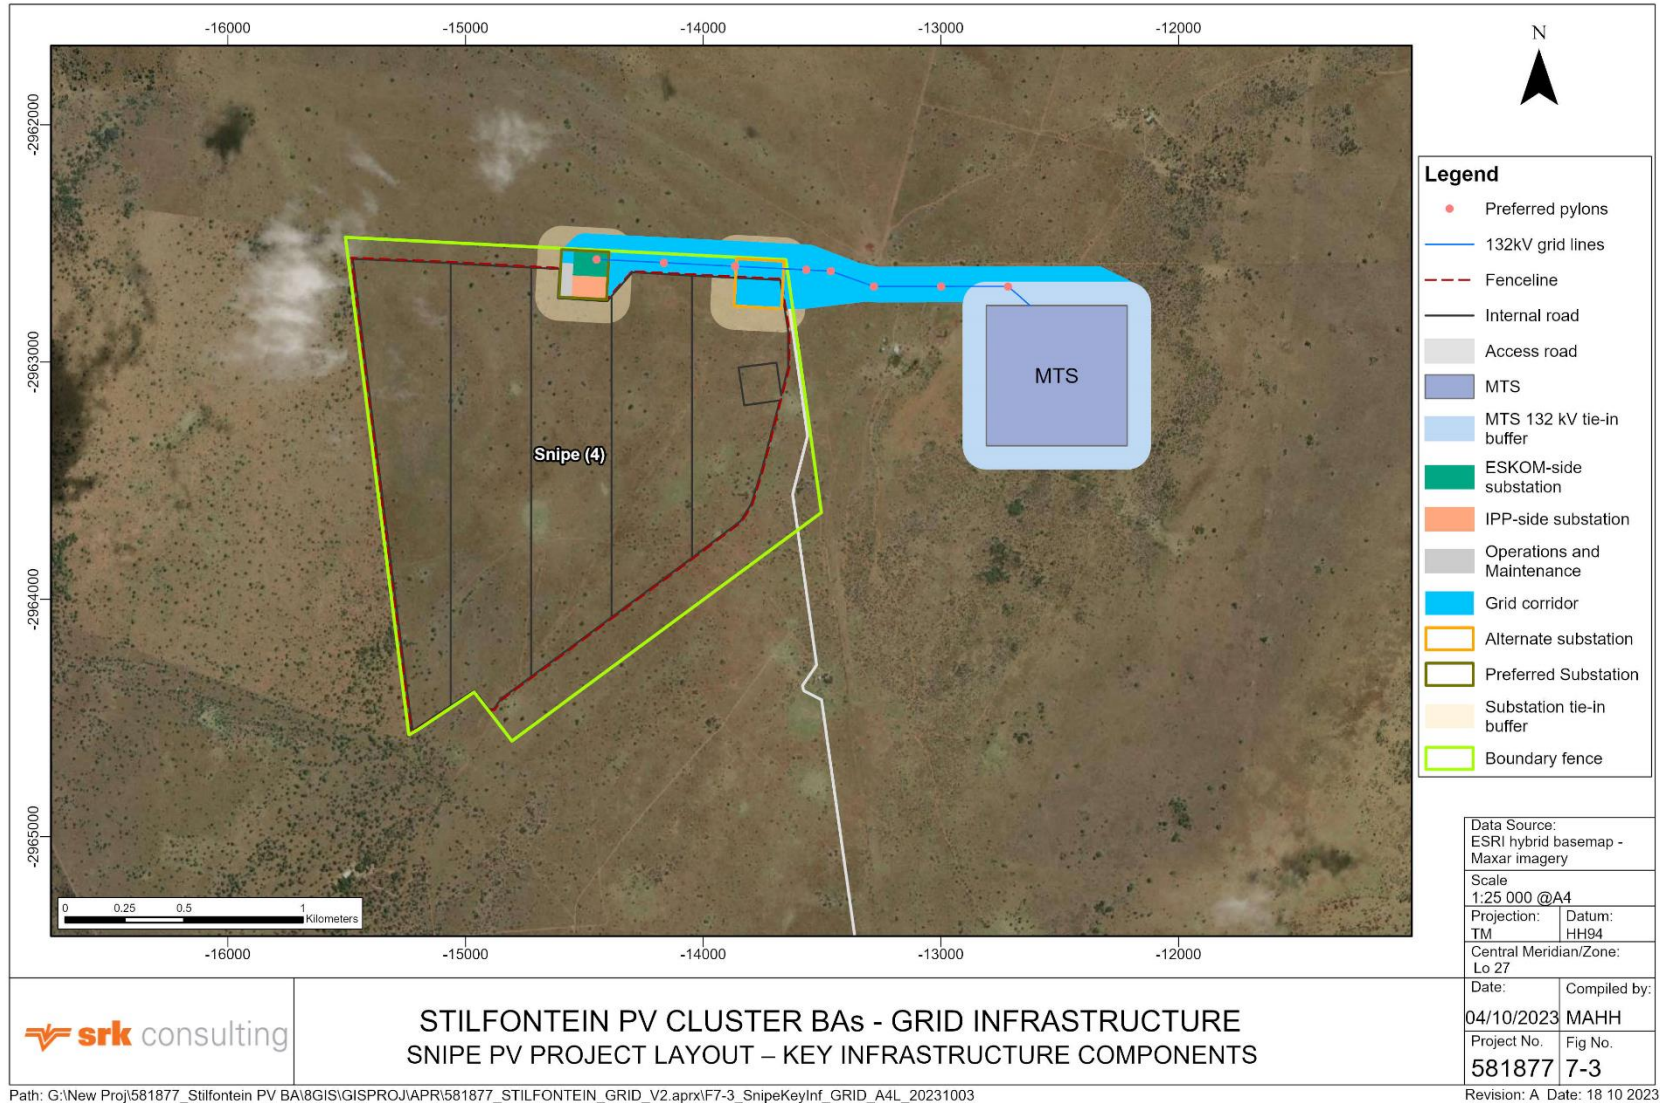 -16000
-15000
-14000
-13000
-12000
N
-2962000
-2963000
-2964000
-2965000
MTS
Snipe (4)
0 0.25 0.5 1
Kilometers
-16000
-15000
-14000
-13000
-12000
Legend
Preferred pylons
132kV grid lines
Fenceline
Internal road
Access road
MTS
MTS 132 kV tie-in
buffer
ESKOM-side
substation
IPP-side substation
Operations and
Maintenance
Grid corridor
Alternate substation
Preferred Substation
Substation tie-in
buffer
Boundary fence
Data Source:
ESRI hybrid basemap -
Maxar imagery
Scale
1:25 000 @A4
Projection:
TM
Datum:
HH94
Central Meridian/Zone:
Lo 27
Date:
04/10/2023
Compiled by:
MAHH
Project No.
581877
Fig No.
7-3
srk consulting
STILFONTEIN PV CLUSTER BAs - GRID INFRASTRUCTURE
SNIPE PV PROJECT LAYOUT – KEY INFRASTRUCTURE COMPONENTS
Path: G:\New Proj\581877_Stilfontein PV BA\8GIS\GISPROJ\APR\581877_STILFONTEIN_GRID_V2.aprx\F7-3_SnipeKeyInf_GRID_A4L_20231003
Revision: A Date: 18 10 2023